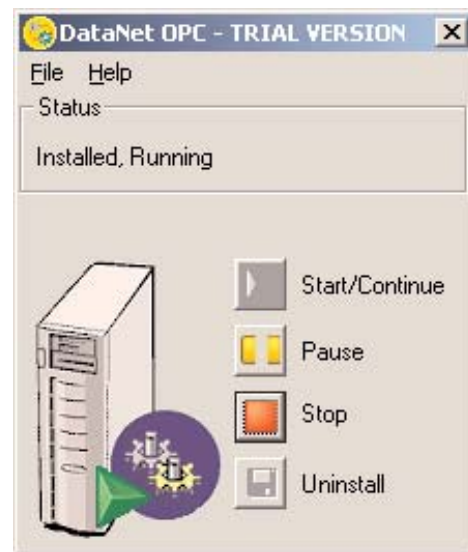 DataNet OPC - TRIAL VERSION
File Help
Status
Installed, Running
Start/Continue
Pause
Stop
Uninstall